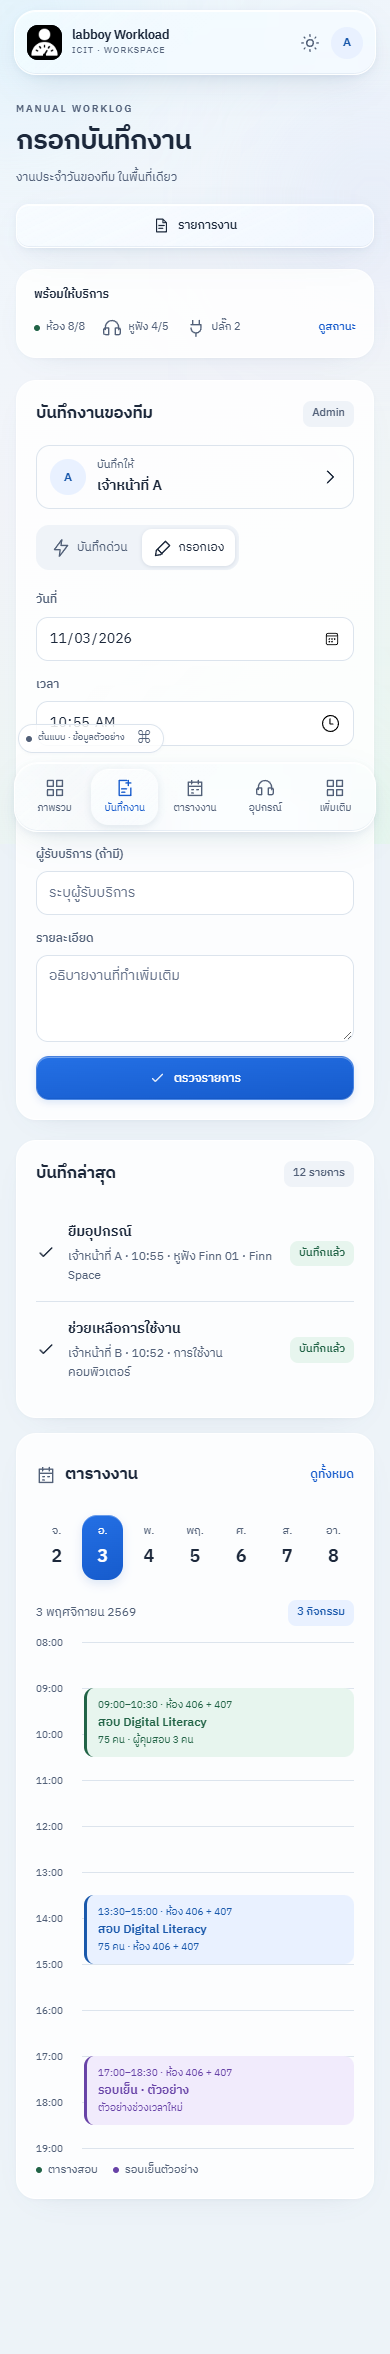 labboy Workload
ICIT · WORKSPACE
A
MANUAL WORKLOG
กรอกบันทึกงาน
งานประจำวันของทีม ในพื้นที่เดียว
รายการงาน
พร้อมให้บริการ
ห้อง 8/8 หูฟัง 4/5 ปลั๊ก 2 ดูสถานะ
บันทึกงานของทีม
Admin
A
บันทึกให้
เจ้าหน้าที่ A
บันทึกด่วน กรอกเอง
วันที่
11/03/2026
เวลา
10:55 AM
ต้นแบบ · ข้อมูลตัวอย่าง
ภาพรวม บันทึกงาน ตารางงาน อุปกรณ์ เพิ่มเติม
ผู้รับบริการ (ถ้ามี)
ระบุผู้รับบริการ
รายละเอียด
อธิบายงานที่ทำเพิ่มเติม
ตรวจรายการ
บันทึกล่าสุด
12 รายการ
ยืมอุปกรณ์
เจ้าหน้าที่ A · 10:55 · หูฟัง Finn 01 · Finn
Space
บันทึกแล้ว
ช่วยเหลือการใช้งาน
เจ้าหน้าที่ B · 10:52 · การใช้งาน
คอมพิวเตอร์
บันทึกแล้ว
ตารางงาน
ดูทั้งหมด
จ. อ. พ. พฤ. ศ. ส. อา.
2 3 4 5 6 7 8
3 พฤศจิกายน 2569
3 กิจกรรม
08:00
09:00
09:00–10:30 · ห้อง 406 + 407
สอบ Digital Literacy
75 คน · ผู้คุมสอบ 3 คน
10:00
11:00
12:00
13:00
13:30–15:00 · ห้อง 406 + 407
14:00
สอบ Digital Literacy
75 คน · ห้อง 406 + 407
15:00
16:00
17:00
17:00–18:30 · ห้อง 406 + 407
รอบเย็น · ตัวอย่าง
ตัวอย่างช่วงเวลาใหม่
18:00
19:00
ตารางสอบ รอบเย็นตัวอย่าง